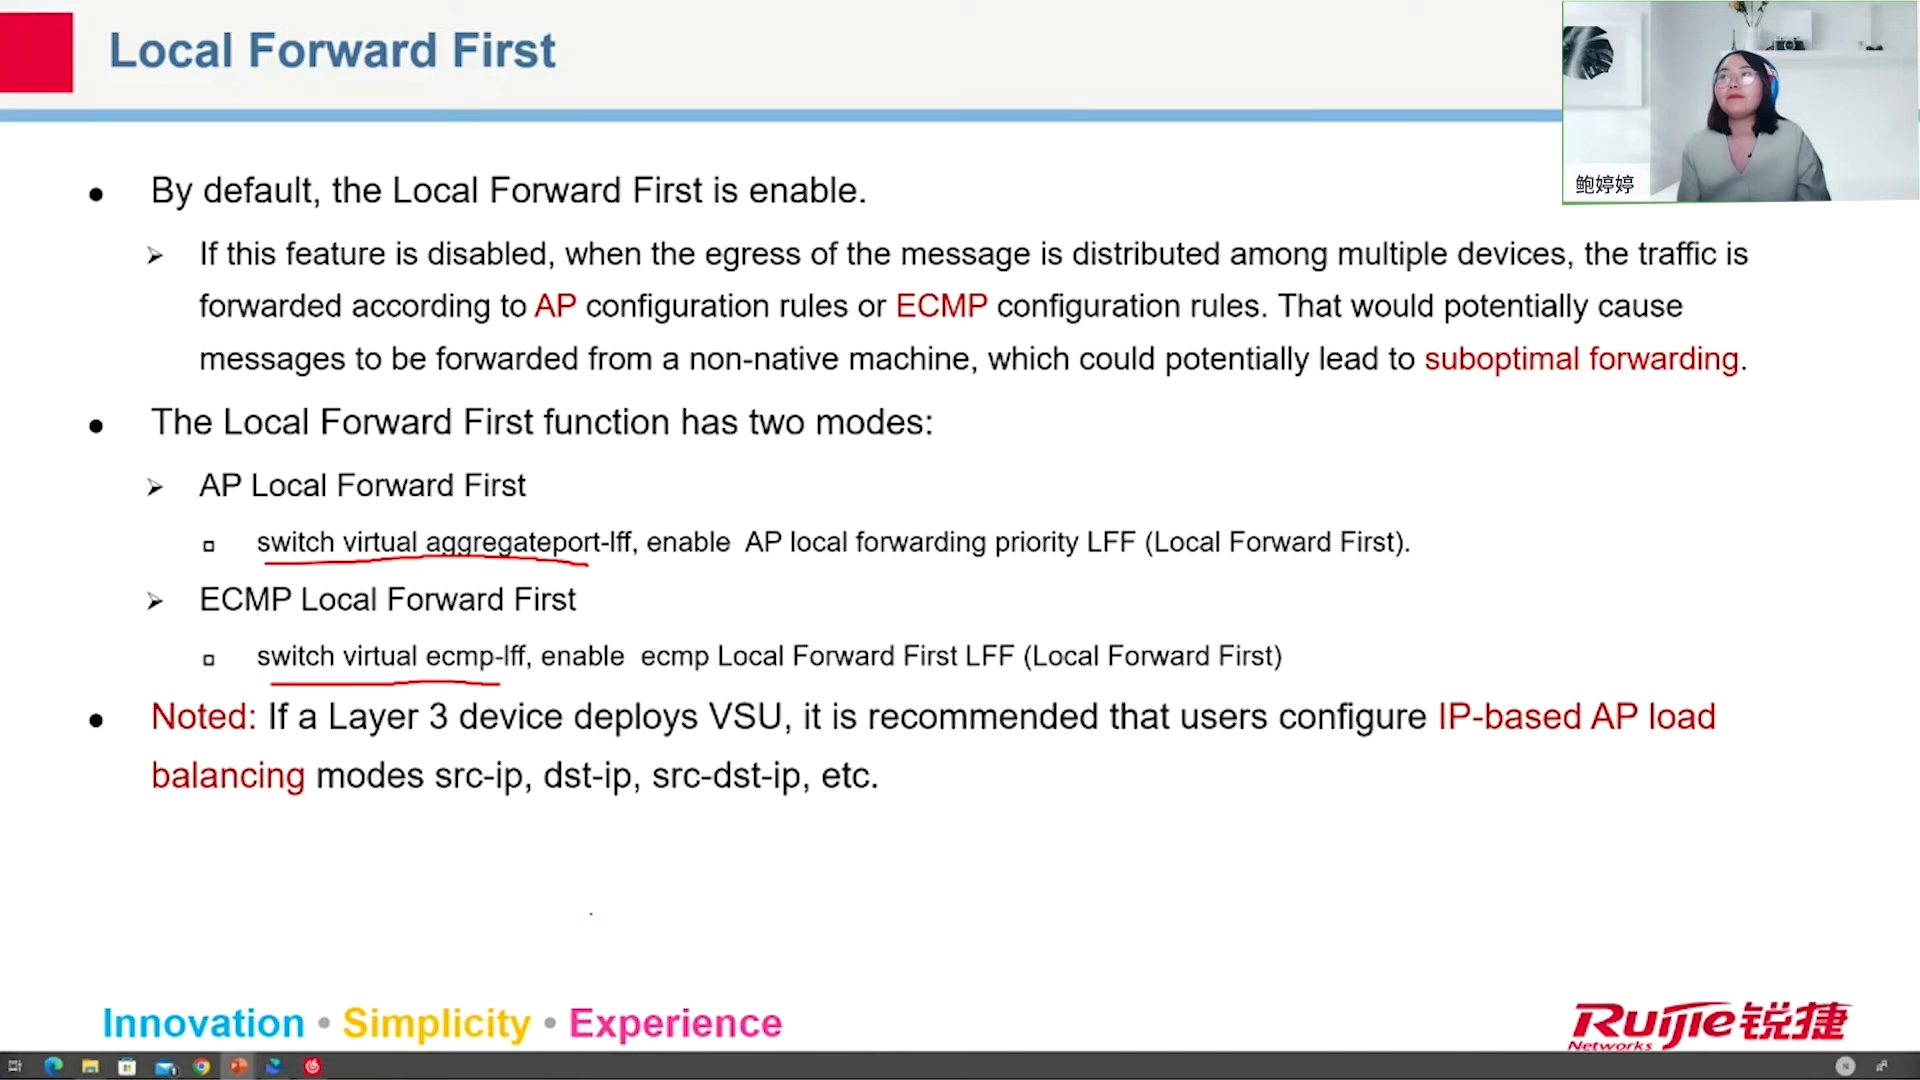 Local Forward First
鲍婷婷
By default, the Local Forward First is enable.
If this feature is disabled, when the egress of the message is distributed among multiple devices, the traffic is
forwarded according to AP configuration rules or ECMP configuration rules. That would potentially cause
messages to be forwarded from a non-native machine, which could potentially lead to suboptimal forwarding.
The Local Forward First function has two modes:
AP Local Forward First
switch virtual aggregateport-lff, enable AP local forwarding priority LFF (Local Forward First).
ECMP Local Forward First
switch virtual ecmp-lff, enable ecmp Local Forward First LFF (Local Forward First)
Noted: If a Layer 3 device deploys VSU, it is recommended that users configure IP-based AP load
balancing modes src-ip, dst-ip, src-dst-ip, etc.
Innovation • Simplicity • Experience
Ruijie锐捷
Networks